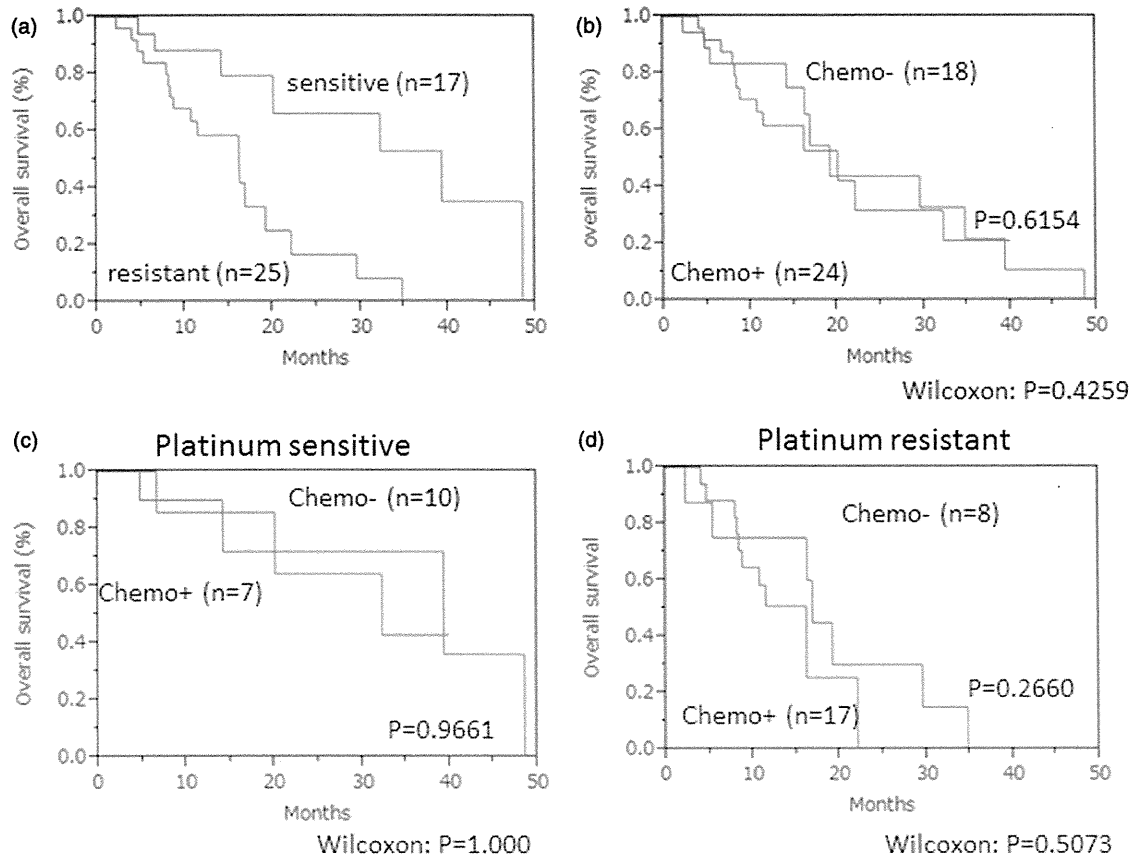 (a)
1.0
0.8
0.6
0.4
0.2
0.0
Overall survival (%)
sensitive (n=17)
resistant (n=25)
0 10 20 30 40 50
Months
(b)
1.0
0.8
0.6
0.4
0.2
0.0
overall survival (%)
Chemo- (n=18)
P=0.6154
Chemo+ (n=24)
0 10 20 30 40 50
Months
Wilcoxon: P=0.4259
(c)
Platinum sensitive
1.0
0.8
0.6
0.4
0.2
0.0
Overall survival (%)
Chemo- (n=10)
Chemo+ (n=7)
P=0.9661
0 10 20 30 40 50
Months
Wilcoxon: P=1.000
(d)
Platinum resistant
1.0
0.8
0.6
0.4
0.2
0.0
Overall survival
Chemo- (n=8)
P=0.2660
Chemo+ (n=17)
0 10 20 30 40 50
Months
Wilcoxon: P=0.5073